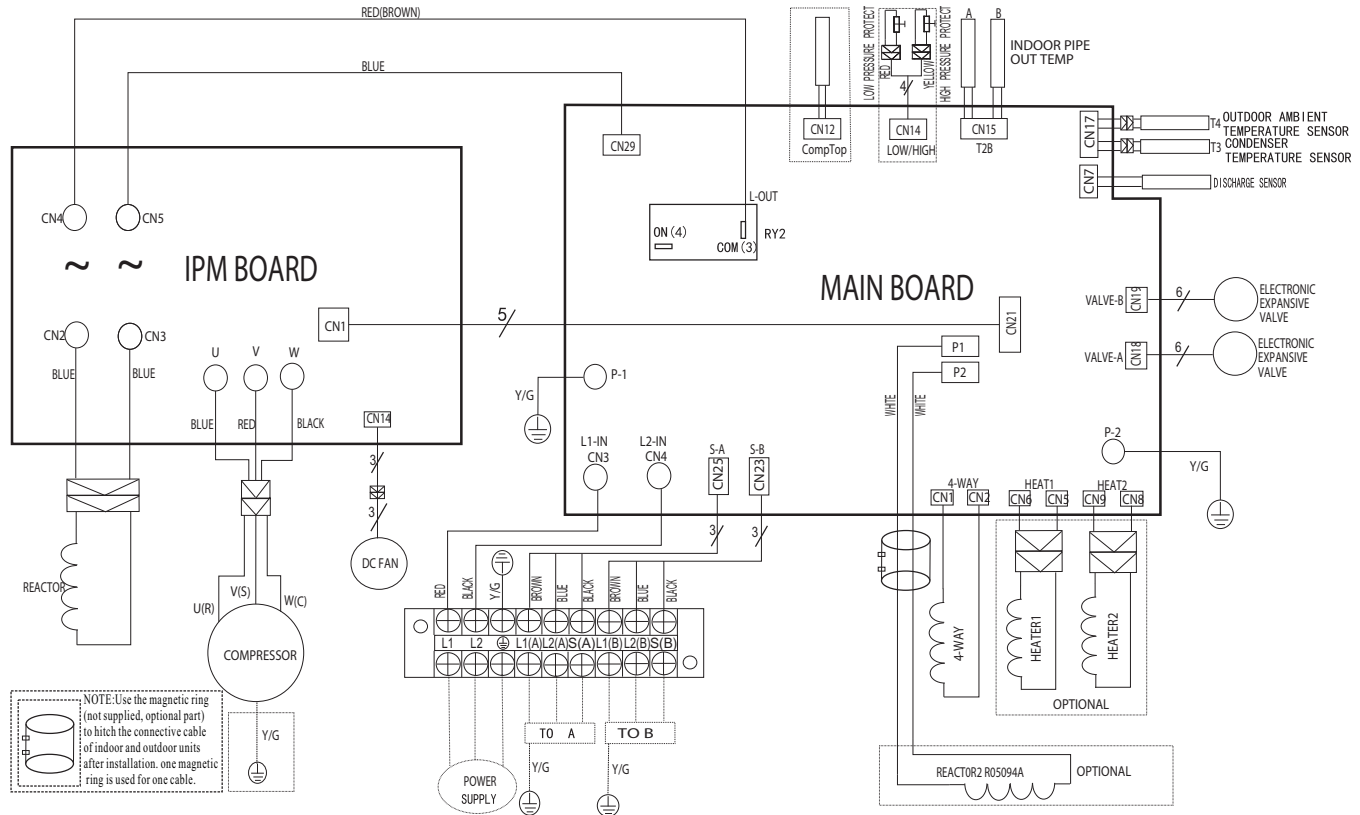 RED(BROWN)
BLUE
LOW PRESSURE PROTECT
RED
YELLOW
HIGH PRESSURE PROTECT
4
A
B
INDOOR PIPE
OUT TEMP
CN12
CompTop
CN14
LOW/HIGH
CN15
T2B
CN17
T4 OUTDOOR AMBIENT
TEMPERATURE SENSOR
T3 CONDENSER
TEMPERATURE SENSOR
CN7
DISCHARGE SENSOR
CN29
L-OUT
ON (4)
COM (3)
RY2
CN4
CN5
~
~
IPM BOARD
MAIN BOARD
CN2
CN3
BLUE
BLUE
U
V
W
BLUE
RED
BLACK
CN1
5
CN21
CN14
3
3
DC FAN
P-1
Y/G
P1
P2
WHITE
WHITE
VALVE-B
CN19
6
ELECTRONIC
EXPANSIVE
VALVE
VALVE-A
CN18
6
ELECTRONIC
EXPANSIVE
VALVE
P-2
Y/G
L1-IN
CN3
L2-IN
CN4
S-A
CN25
S-B
CN23
3
3
4-WAY
CN1
CN2
HEAT1
CN6
CN5
HEAT2
CN9
CN8
REACTOR
U(R)
V(S)
W(C)
COMPRESSOR
Y/G
RED
BLACK
Y/G
BROWN
BLUE
BLACK
BROWN
BLUE
BLACK
L1
L2
L1(A)
L2(A)
S(A)
L1(B)
L2(B)
S(B)
4-WAY
HEATER1
HEATER2
OPTIONAL
TO A
TO B
Y/G
Y/G
POWER
SUPPLY
NOTE:Use the magnetic ring
(not supplied, optional part)
to hitch the connective cable
of indoor and outdoor units
after installation. one magnetic
ring is used for one cable.
REACTOR2 R05094A
OPTIONAL